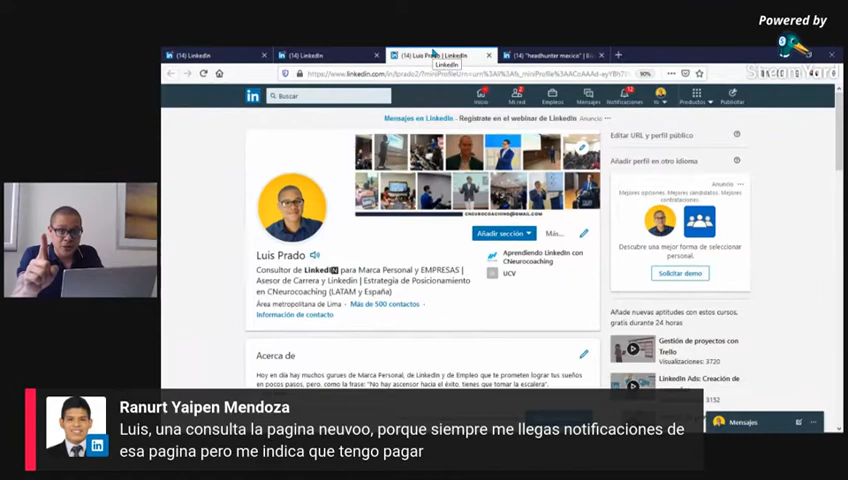 Powered by
StreamYard
(14) LinkedIn
(14) LinkedIn
(14) Luis Prado | LinkedIn
(14) "headhunter mexico" |
LinkedIn
90%
Buscar
Inicio
Mi red
Empleos
Mensajes
Notificaciones
Yo
Productos
Publicitar
Mensajes en LinkedIn - Regístrate en el webinar de LinkedIn Anuncio
Editar URL y perfil público
Añadir perfil en otro idioma
CNEUROCOACHING@GMAIL.COM
Anuncio
Mejores opciones. Mejores candidatos. Mejores contrataciones.
Descubre una mejor forma de seleccionar personal.
Solicitar demo
Añadir sección
Más...
Luis Prado
Consultor de LinkedIN para Marca Personal y EMPRESAS |
Asesor de Carrera y Linkedin | Estrategia de Posicionamiento
en CNeurocoaching (LATAM y España)
Área metropolitana de Lima · Más de 500 contactos ·
Información de contacto
Aprendiendo LinkedIn con
CNeurocoaching
UCV
Añade nuevas aptitudes con estos cursos,
gratis durante 24 horas
Gestión de proyectos con
Trello
Visualizaciones: 3720
LinkedIn Ads: Creación de
3152
Acerca de
Hoy en día hay muchos gurues de Marca Personal, de LinkedIn y de Empleo que te prometen lograr tus sueños
en pocos pasos, pero, como la frase: "No hay ascensor hacia el éxito, tienes que tomar la escalera".
Mensajes
Ranurt Yaipen Mendoza
Luis, una consulta la pagina neuvoo, porque siempre me llegas notificaciones de
esa pagina pero me indica que tengo pagar